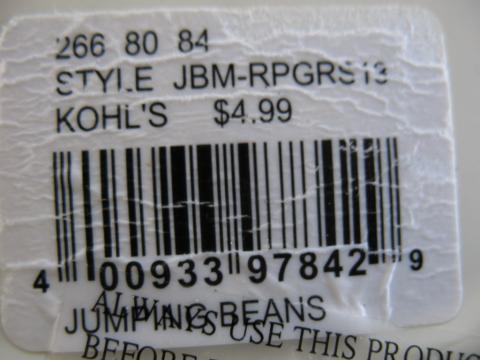 266 80 84
STYLE JBM-RPGRS13
KOHL'S $4.99
4 00933 97842 9
JUMPING BEANS
ALWAYS USE THIS PRODUC
BEFORE